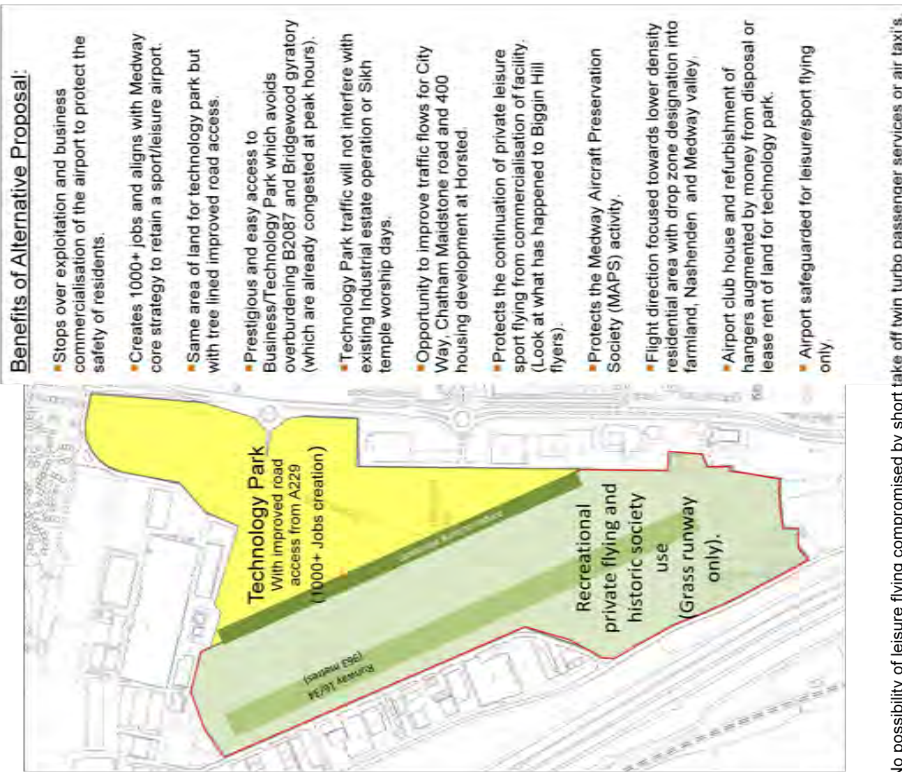 Benefits of Alternative Proposal:
▪Stops over exploitation and business
commercialisation of the airport to protect the
safety of residents.
▪Creates 1000+ jobs and aligns with Medway
core strategy to retain a sport/leisure airport.
▪Same area of land for technology park but
with tree lined improved road access.
▪Prestigious and easy access to
Business/Technology Park which avoids
overburdening B2087 and Bridgewood gyratory
(which are already congested at peak hours).
▪Technology Park traffic will not interfere with
existing Industrial estate operation or Sikh
temple worship days.
▪Opportunity to improve traffic flows for City
Way, Chatham Maidstone road and 400
housing development at Horsted.
▪Protects the continuation of private leisure
sport flying from commercialisation of facility.
(Look at what has happened to Biggin Hill
flyers).
▪Protects the Medway Aircraft Preservation
Society (MAPS) activity.
▪Flight direction focused towards lower density
residential area with drop zone designation into
farmland, Nashenden and Medway valley.
▪Airport club house and refurbishment of
hangers augmented by money from disposal or
lease rent of land for technology park.
▪ Airport safeguarded for leisure/sport flying
only.
Technology Park
With improved road
access from A229
(1000+ Jobs creation)
Runway 16/34
(963 metres)
Recreational
private flying and
historic society
use
(Grass runway
only).
No possibility of leisure flying compromised by short take off twin turbo passenger services or air taxi's.